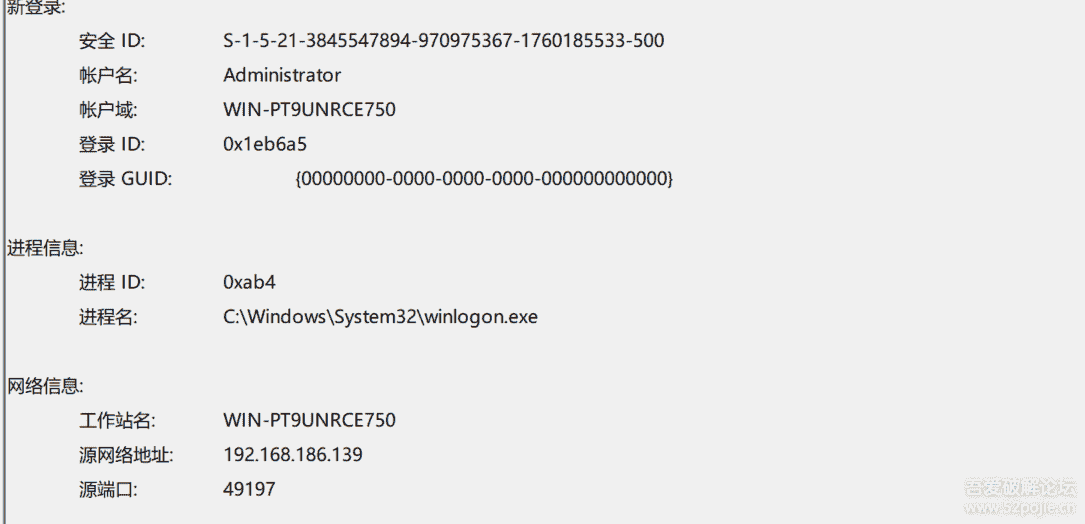 新登录:
安全 ID: S-1-5-21-3845547894-970975367-1760185533-500
帐户名: Administrator
帐户域: WIN-PT9UNRCE750
登录 ID: 0x1eb6a5
登录 GUID: {00000000-0000-0000-0000-000000000000}
进程信息:
进程 ID: 0xab4
进程名: C:\Windows\System32\winlogon.exe
网络信息:
工作站名: WIN-PT9UNRCE750
源网络地址: 192.168.186.139
源端口: 49197
吾爱破解论坛
www.52pojie.cn